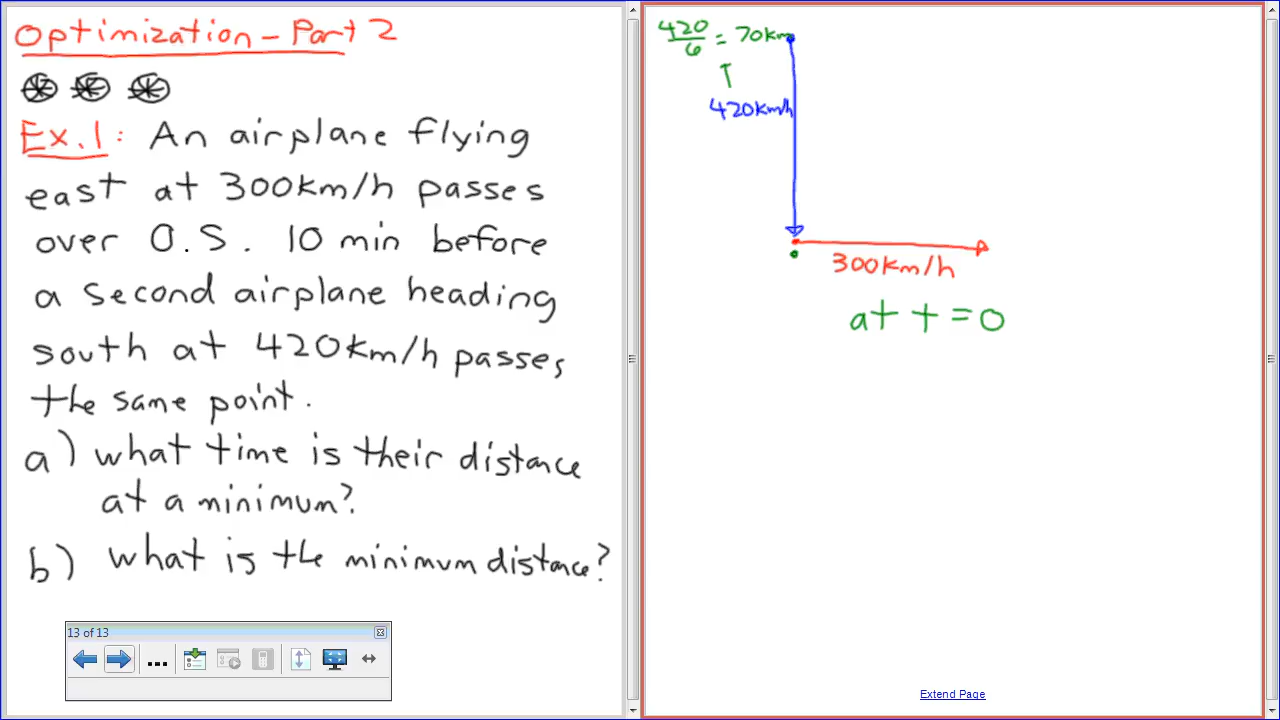 Optimization - Part 2
Ex.1: An airplane flying
east at 300km/h passes
over O.S. 10 min before
a second airplane heading
south at 420km/h passes
the same point.
a) what time is their distance
at a minimum?
b) what is the minimum distance?
13 of 13
420/6 = 70km
420km/h
300km/h
at t = 0
Extend Page